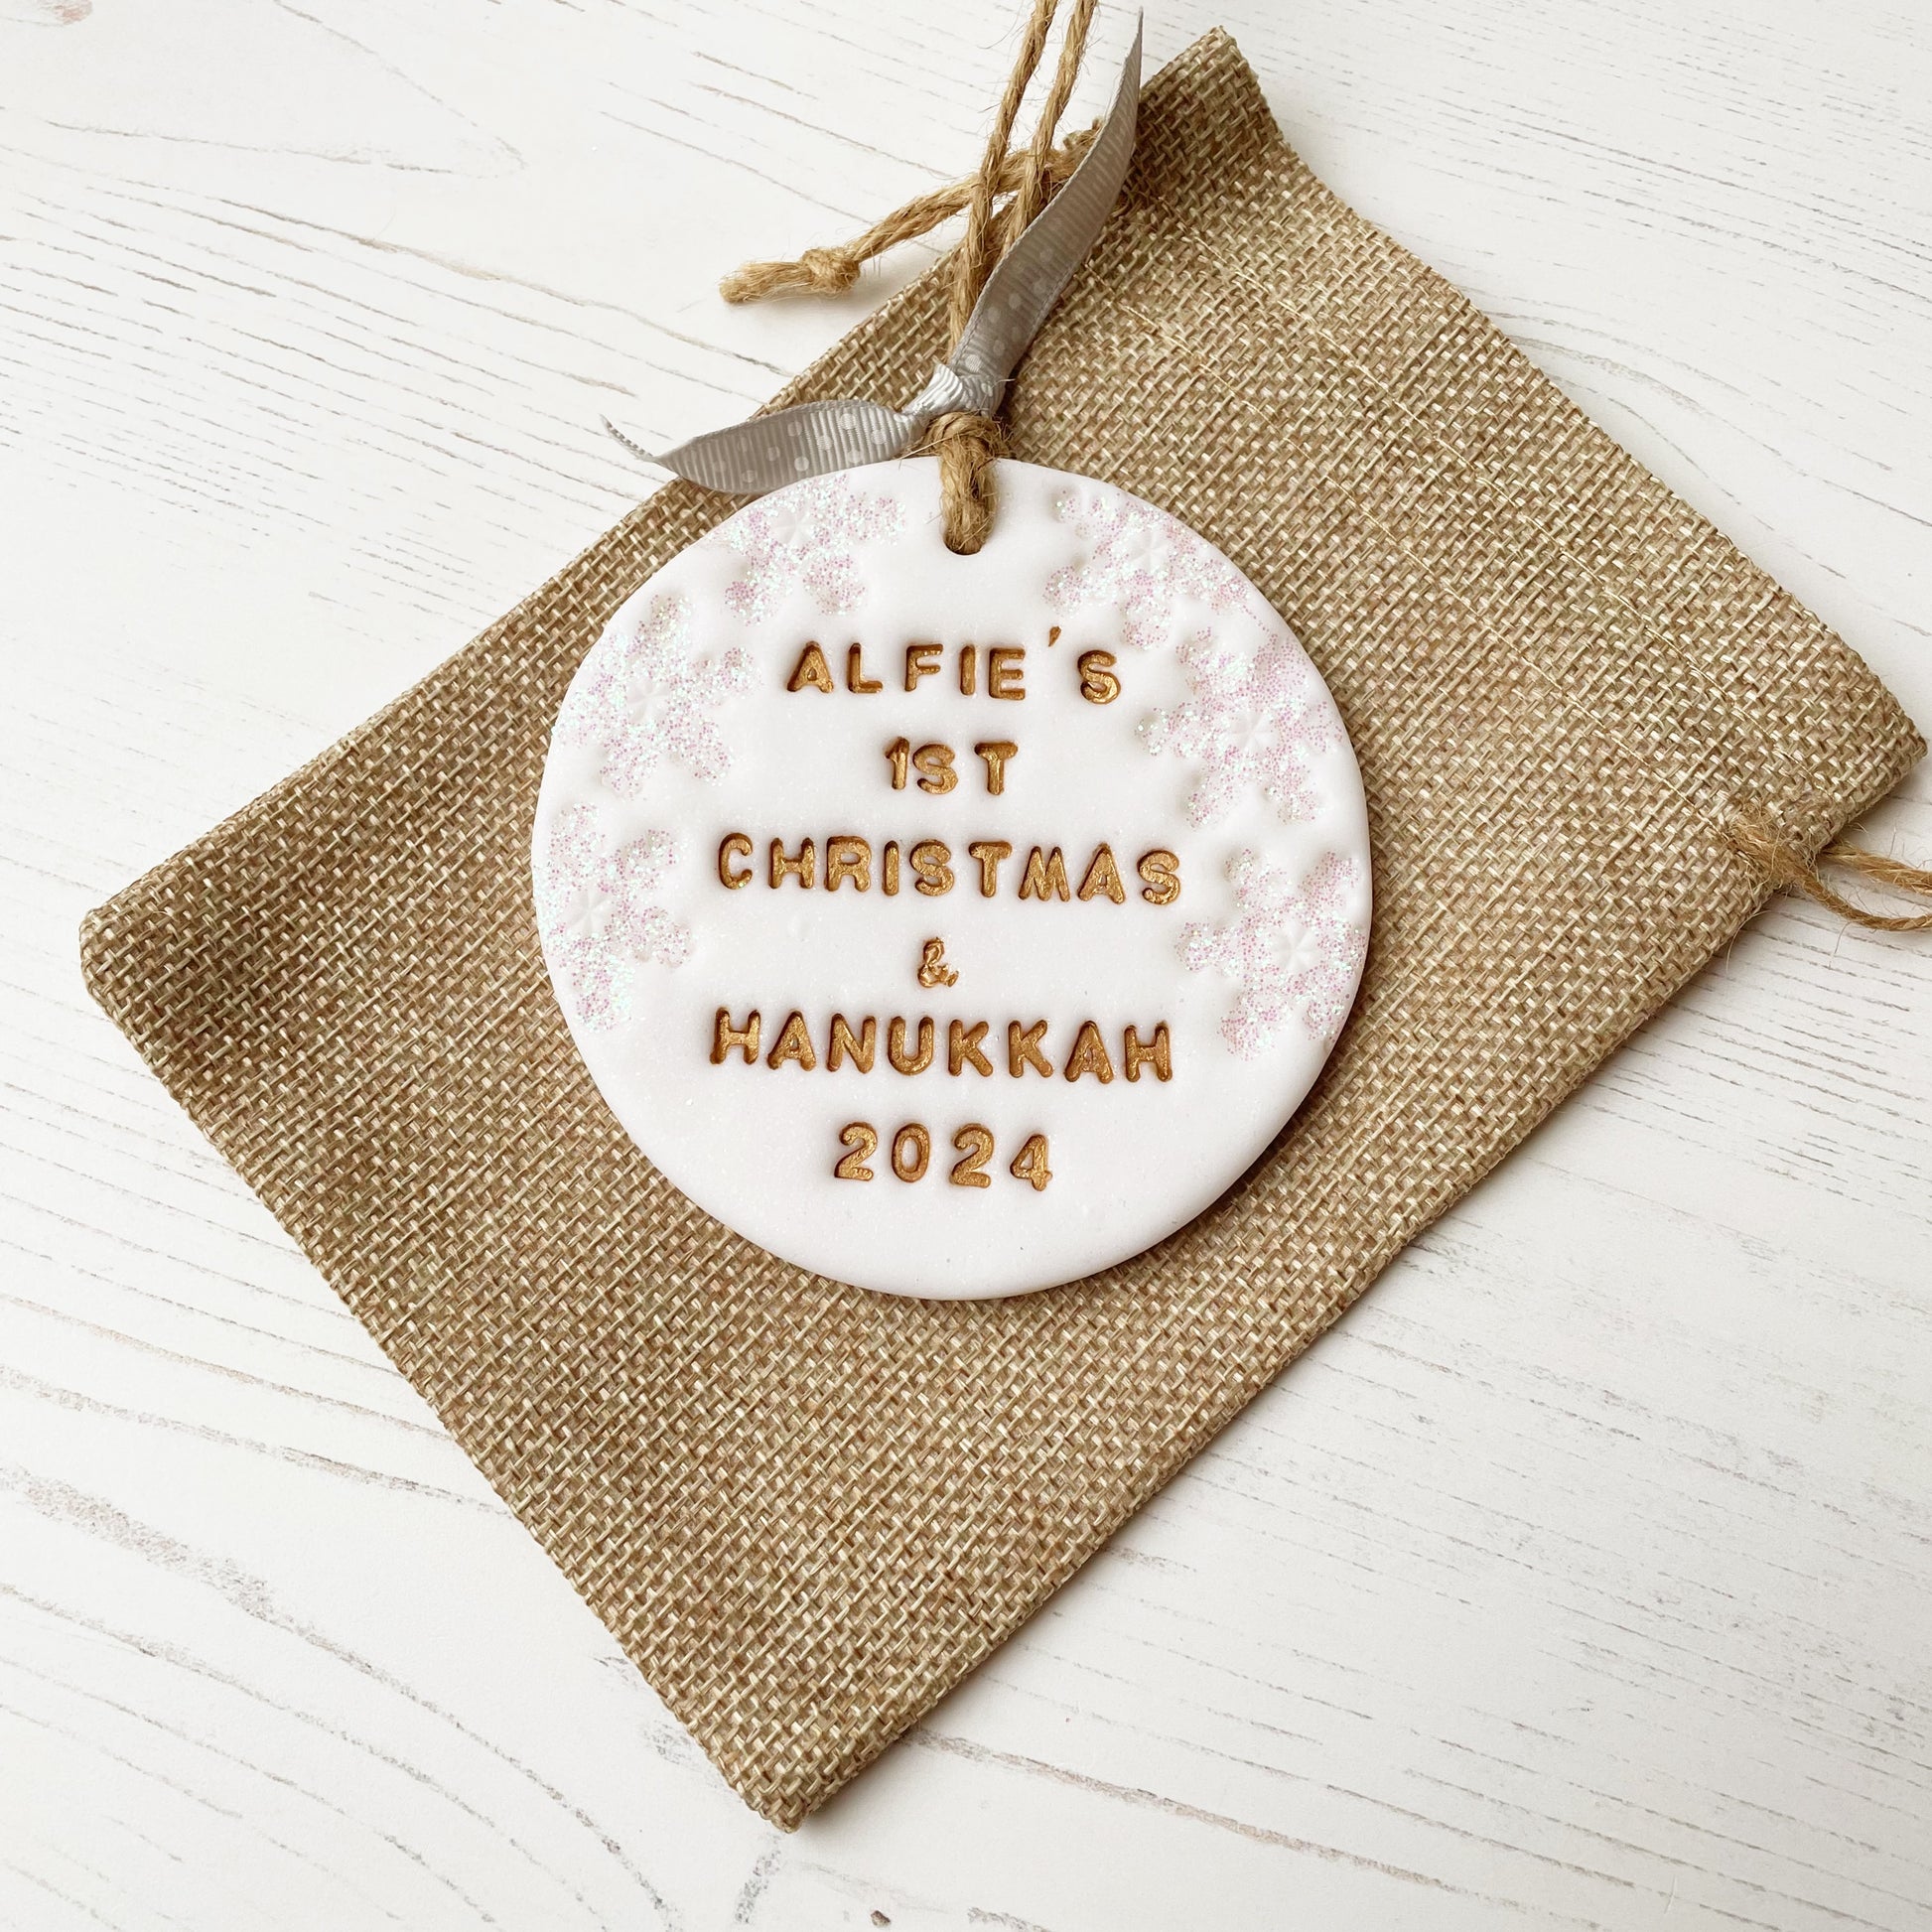 ALFIE'S
1ST
CHRISTMAS
&
HANUKKAH
2024